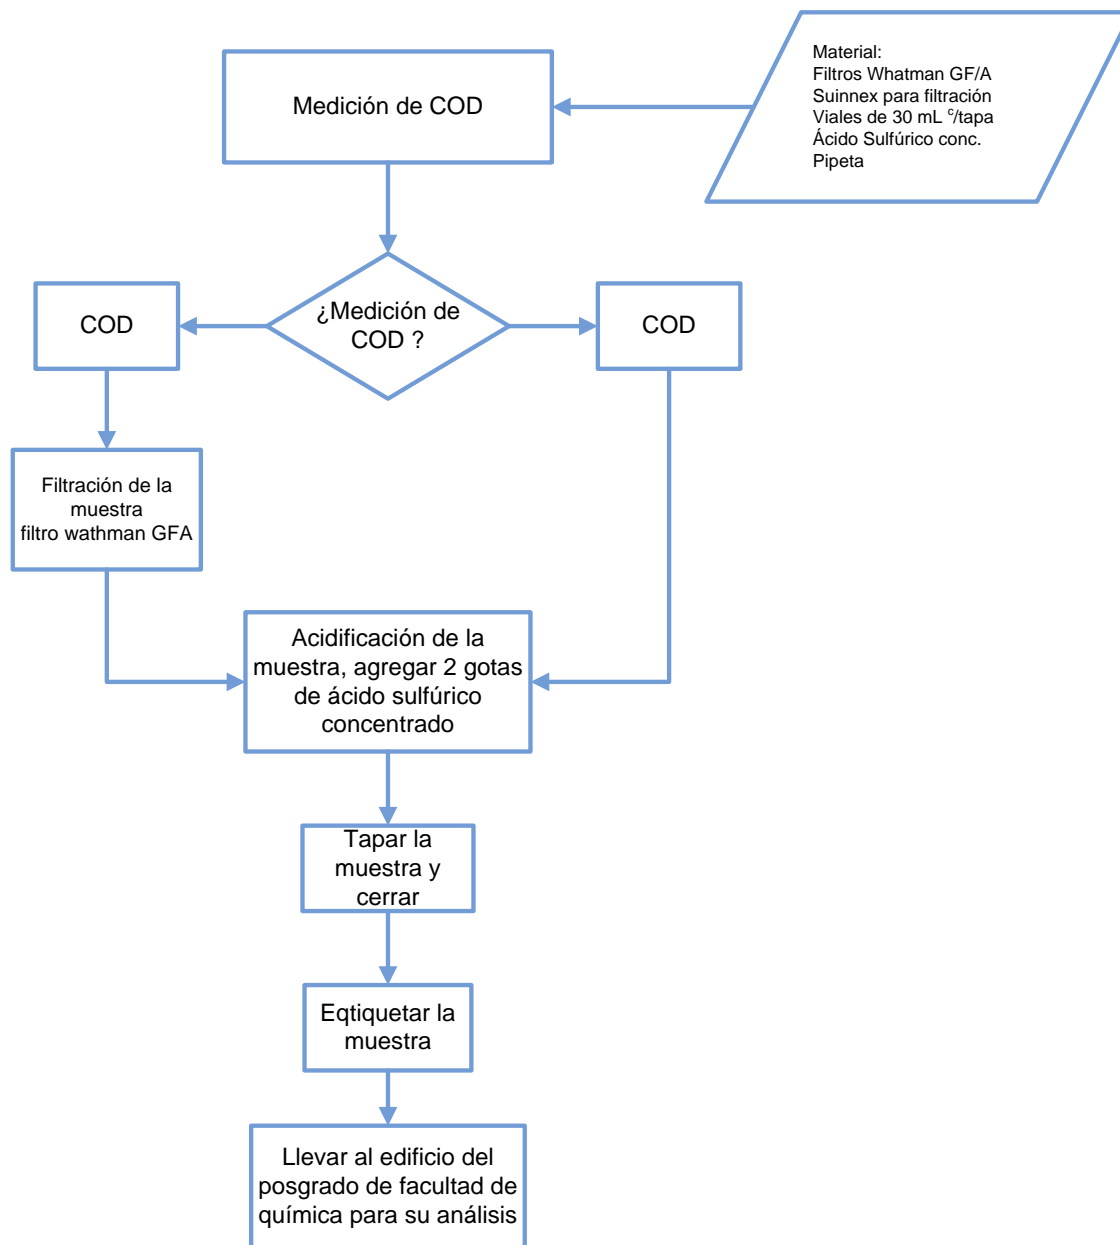 Material:
Filtros Whatman GF/A
Suinnex para filtración
Viales de 30 mL c/tapa
Ácido Sulfúrico conc.
Pipeta
Medición de COD
¿Medición de
COD ?
COD
COD
Filtración de la
muestra
filtro wathman GFA
Acidificación de la
muestra, agregar 2 gotas
de ácido sulfúrico
concentrado
Tapar la
muestra y
cerrar
Eqtiquetar la
muestra
Llevar al edificio del
posgrado de facultad de
química para su análisis